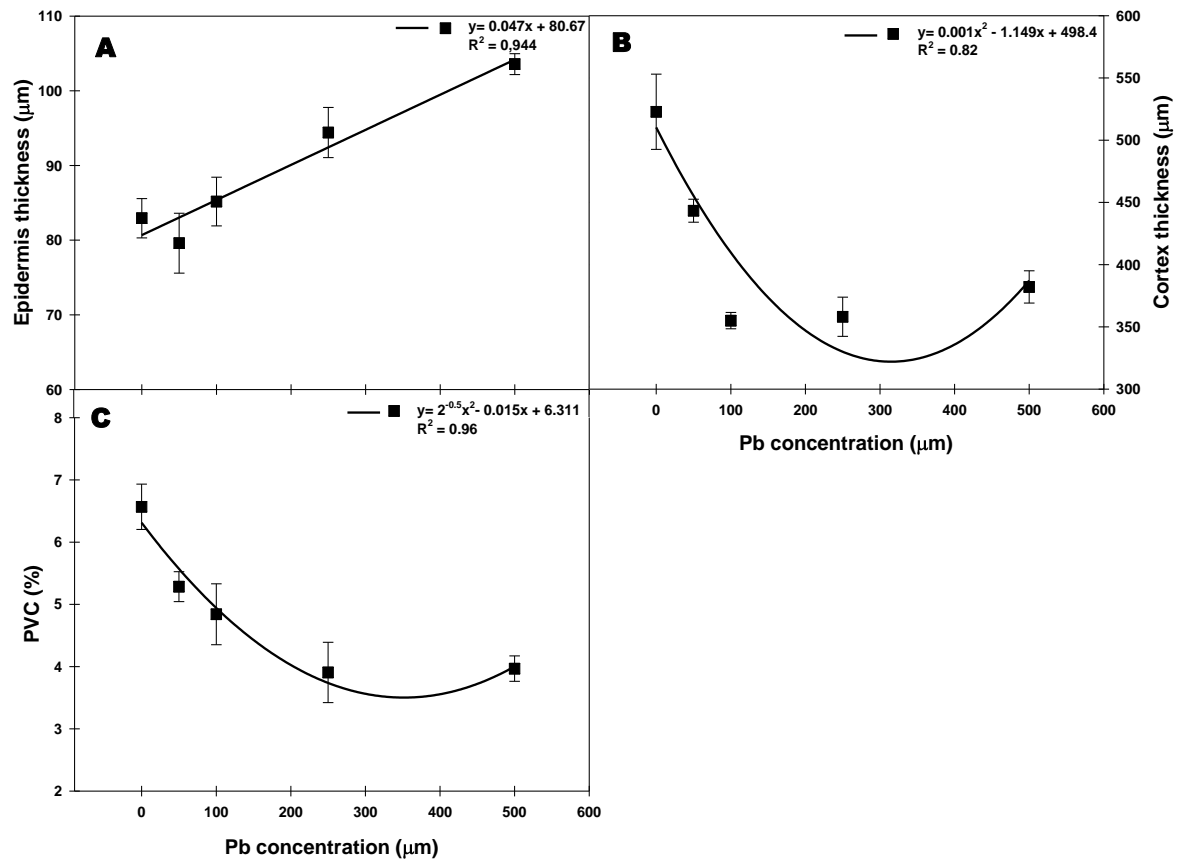 A
y= 0.047x + 80.67
R2 = 0,944
Epidermis thickness (μm)
110
100
90
80
70
60
B
y= 0.001x2 - 1.149x + 498.4
R2 = 0.82
Cortex thickness (μm)
600
550
500
450
400
350
300
0 100 200 300 400 500 600
Pb concentration (μm)
C
y= 2-0.5x2- 0.015x + 6.311
R2 = 0.96
PVC (%)
8
7
6
5
4
3
2
0 100 200 300 400 500 600
Pb concentration (μm)